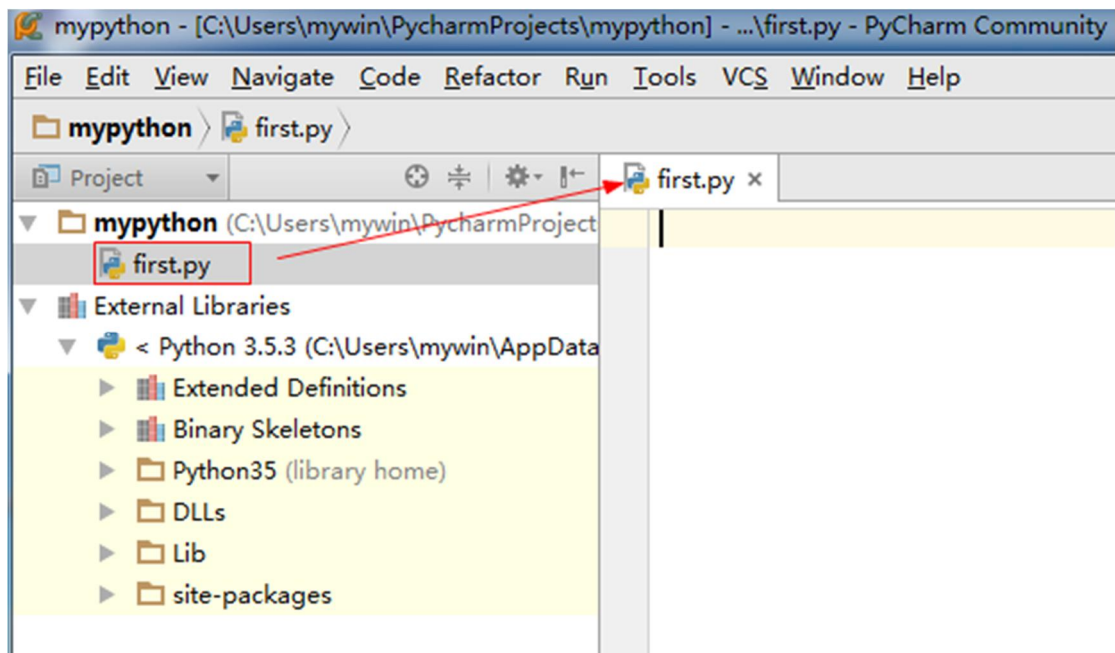 mypython - [C:\Users\mywin\PycharmProjects\mypython] - ...\first.py - PyCharm Community
File Edit View Navigate Code Refactor Run Tools VCS Window Help
mypython first.py
Project
first.py
mypython (C:\Users\mywin\PycharmProject
first.py
External Libraries
< Python 3.5.3 (C:\Users\mywin\AppData
Extended Definitions
Binary Skeletons
Python35 (library home)
DLLs
Lib
site-packages